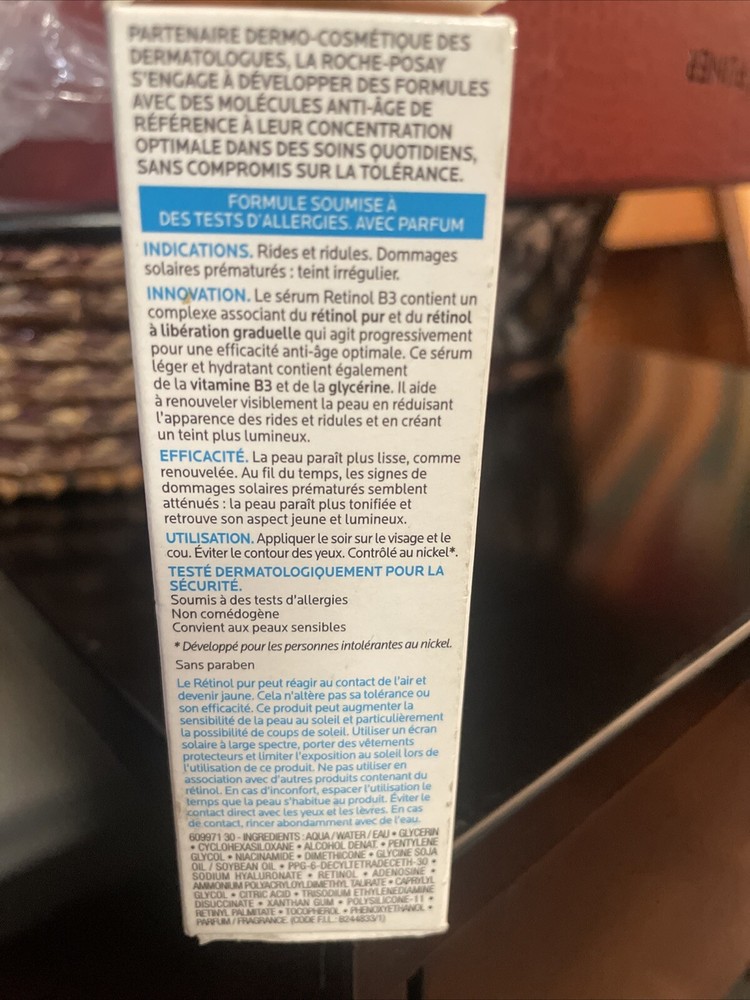 PARTENAIRE DERMO-COSMÉTIQUE DES
DERMATOLOGUES, LA ROCHE-POSAY
S'ENGAGE À DÉVELOPPER DES FORMULES
AVEC DES MOLÉCULES ANTI-ÂGE DE
RÉFÉRENCE À LEUR CONCENTRATION
OPTIMALE DANS DES SOINS QUOTIDIENS,
SANS COMPROMIS SUR LA TOLÉRANCE.
FORMULE SOUMISE À
DES TESTS D'ALLERGIES. AVEC PARFUM
INDICATIONS. Rides et ridules. Dommages
solaires prématurés : teint irrégulier.
INNOVATION. Le sérum Retinol B3 contient un
complexe associant du rétinol pur et du rétinol
à libération graduelle qui agit progressivement
pour une efficacité anti-âge optimale. Ce sérum
léger et hydratant contient également
de la vitamine B3 et de la glycérine. Il aide
à renouveler visiblement la peau en réduisant
l'apparence des rides et ridules et en créant
un teint plus lumineux.
EFFICACITÉ. La peau paraît plus lisse, comme
renouvelée. Au fil du temps, les signes de
dommages solaires prématurés semblent
atténués : la peau paraît plus tonifiée et
retrouve son aspect jeune et lumineux.
UTILISATION. Appliquer le soir sur le visage et le
cou. Éviter le contour des yeux. Contrôlé au nickel*.
TESTÉ DERMATOLOGIQUEMENT POUR LA
SÉCURITÉ.
Soumis à des tests d'allergies
Non comédogène
Convient aux peaux sensibles
* Développé pour les personnes intolérantes au nickel.
Sans paraben
Le Rétinol pur peut réagir au contact de l'air et
devenir jaune. Cela n'altère pas sa tolérance ou
son efficacité. Ce produit peut augmenter la
sensibilité de la peau au soleil et particulièrement
la possibilité de coups de soleil. Utiliser un écran
solaire à large spectre, porter des vêtements
protecteurs et limiter l'exposition au soleil lors de
l'utilisation de ce produit. Ne pas utiliser en
association avec d'autres produits contenant du
rétinol. En cas d'inconfort, espacer l'utilisation le
temps que la peau s'habitue au produit. Éviter le
contact direct avec les yeux et les lèvres. En cas
de contact, rincer abondamment avec de l'eau.
609971 30 - INGREDIENTS : AQUA / WATER / EAU • GLYCERIN
• CYCLOHEXASILOXANE • ALCOHOL DENAT. • PENTYLENE
GLYCOL • NIACINAMIDE • DIMETHICONE • GLYCINE SOJA
OIL / SOYBEAN OIL • PPG-6-DECYLTETRADECETH-30 •
SODIUM HYALURONATE • RETINOL • ADENOSINE •
AMMONIUM POLYACRYLOYLDIMETHYL TAURATE • CAPRYLYL
GLYCOL • CITRIC ACID • TRISODIUM ETHYLENEDIAMINE
DISUCCINATE • XANTHAN GUM • POLYSILICONE-11 •
RETINYL PALMITATE • TOCOPHEROL • PHENOXYETHANOL •
PARFUM / FRAGRANCE. (CODE F.I.L. : B244833/1)